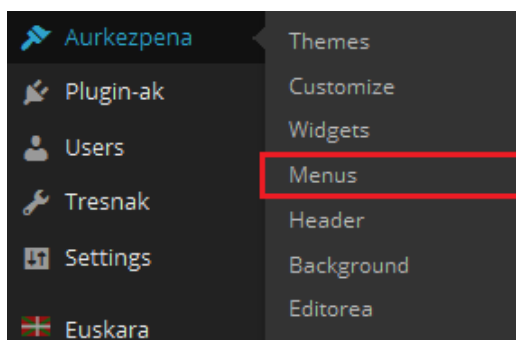 Aurkezpena
Plugin-ak
Users
Tresnak
Settings
Euskara
Themes
Customize
Widgets
Menus
Header
Background
Editorea